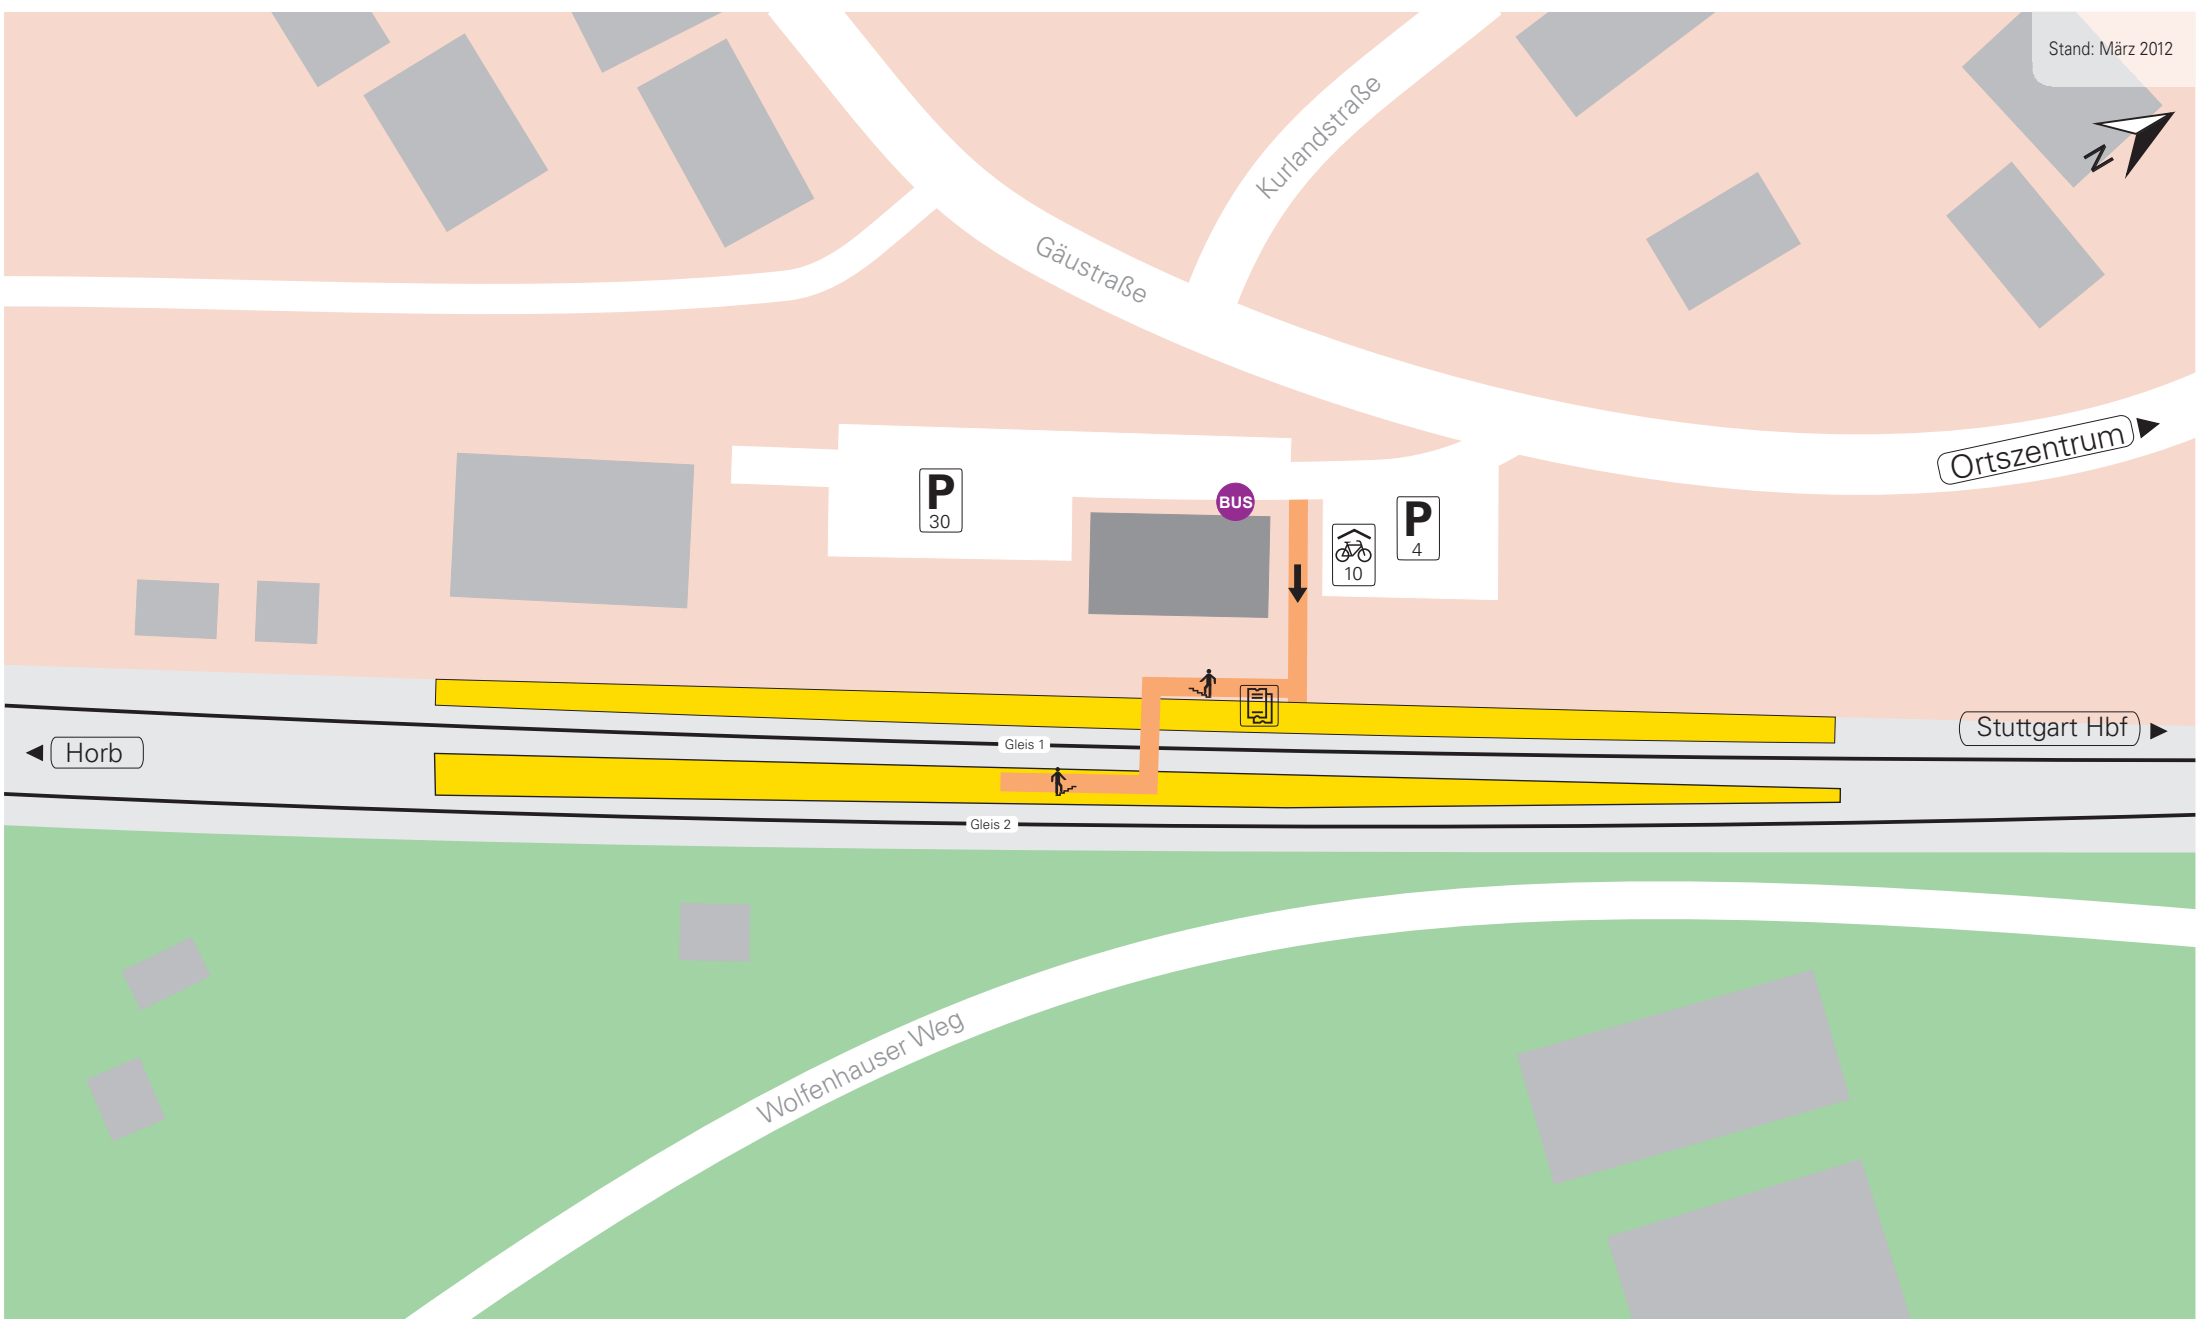 Stand: März 2012
N
Kurlandstraße
Gäustraße
Ortszentrum
P
30
BUS
P
4
10
Stuttgart Hbf
Gleis 1
Horb
Gleis 2
Wolfenhauser Weg